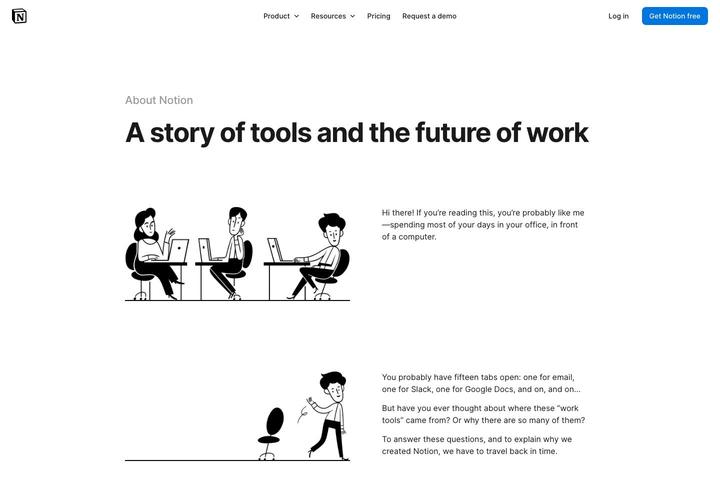 N
Product
Resources
Pricing
Request a demo
Log in
Get Notion free
About Notion
A story of tools and the future of work
Hi there! If you’re reading this, you’re probably like me
—spending most of your days in your office, in front
of a computer.
You probably have fifteen tabs open: one for email,
one for Slack, one for Google Docs, and on, and on…
But have you ever thought about where these “work
tools” came from? Or why there are so many of them?
To answer these questions, and to explain why we
created Notion, we have to travel back in time.